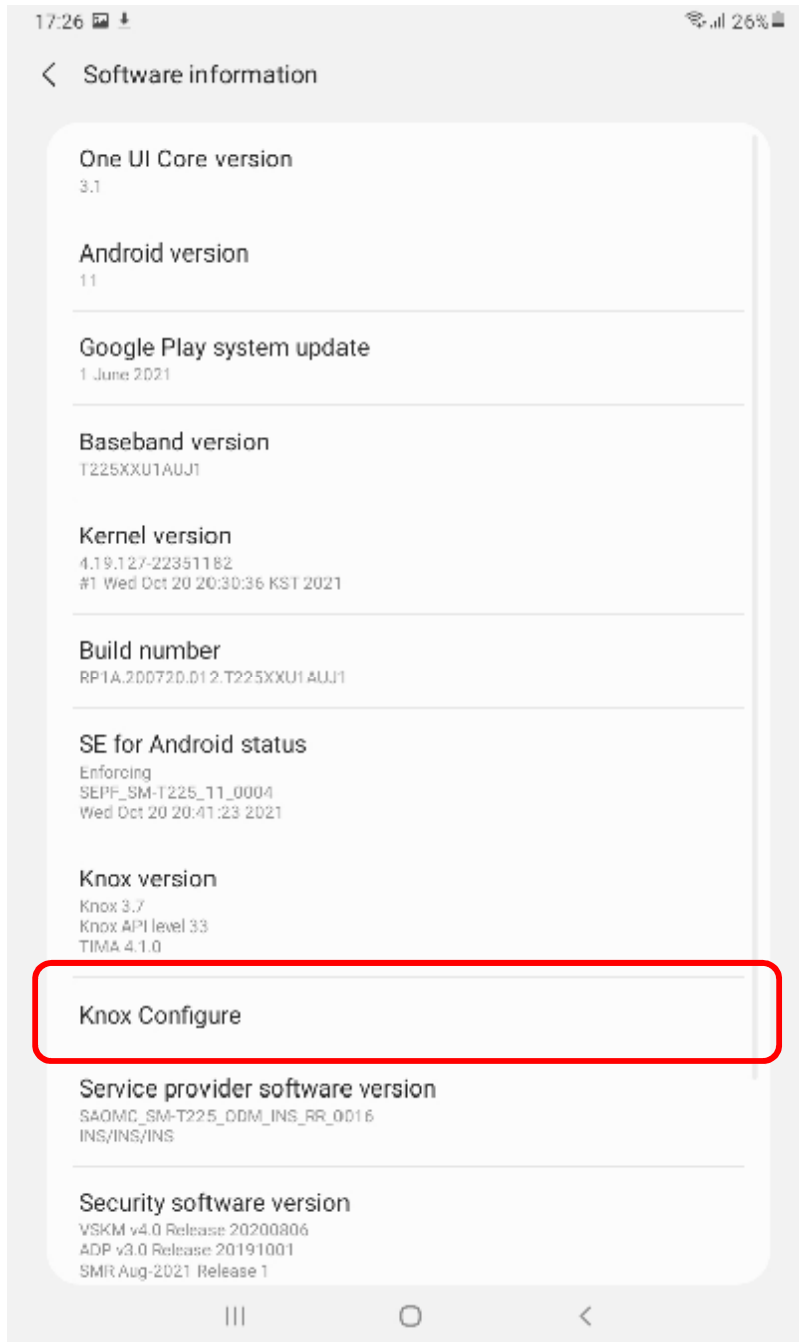 17:26 26%
Software information
One UI Core version
3.1
Android version
11
Google Play system update
1 June 2021
Baseband version
T225XXU1AUJ1
Kernel version
4.19.127-22351182
#1 Wed Oct 20 20:30:36 KST 2021
Build number
RP1A.200720.012.T225XXU1AUJ1
SE for Android status
Enforcing
SEPF_SM-T225_11_0004
Wed Oct 20 20:41:23 2021
Knox version
Knox 3.7
Knox API level 33
TIMA 4.1.0
Knox Configure
Service provider software version
SAOMC_SM-T225_ODM_INS_RR_0016
INS/INS/INS
Security software version
VSKM v4.0 Release 20200806
ADP v3.0 Release 20191001
SMR Aug-2021 Release 1